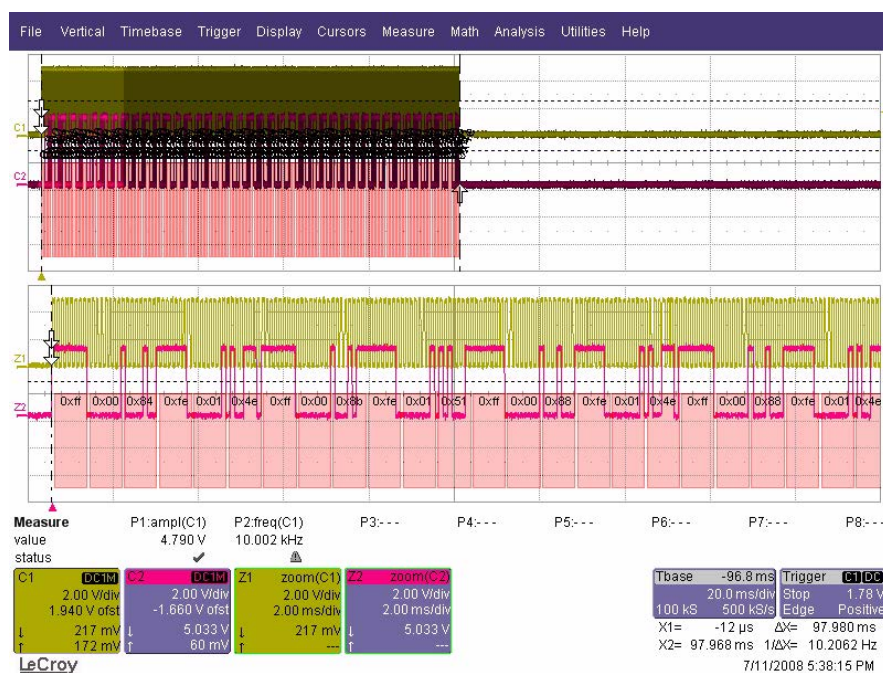 File Vertical Timebase Trigger Display Cursors Measure Math Analysis Utilities Help
C1
C2
Z1
Z2
0xff 0x00 0x84 0xfe 0x01 0x4e 0xff 0x00 0x8b 0xfe 0x01 0x51 0xff 0x00 0x88 0xfe 0x01 0x4e 0xff 0x00 0x88 0xfe 0x01 0x4e
Measure P1:ampl(C1) P2:freq(C1) P3:- - - P4:- - - P5:- - - P6:- - - P7:- - - P8:- - -
value 4.790 V 10.002 kHz
status
C1 DC1M C2 DC1M Z1 zoom(C1) Z2 zoom(C2) Tbase -96.8 ms Trigger C1 DC
2.00 V/div 2.00 V/div 2.00 V/div 2.00 V/div 20.0 ms/div Stop 1.78 V
1.940 V ofst -1.660 V ofst 2.00 ms/div 2.00 ms/div 100 kS 500 kS/s Edge Positive
↓ 217 mV ↓ 5.033 V ↓ 217 mV ↓ 5.033 V X1= -12 µs ΔX= 97.980 ms
↑ 172 mV ↑ 60 mV ↑ --- ↑ --- X2= 97.968 ms 1/ΔX= 10.2062 Hz
LeCroy 7/11/2008 5:38:15 PM